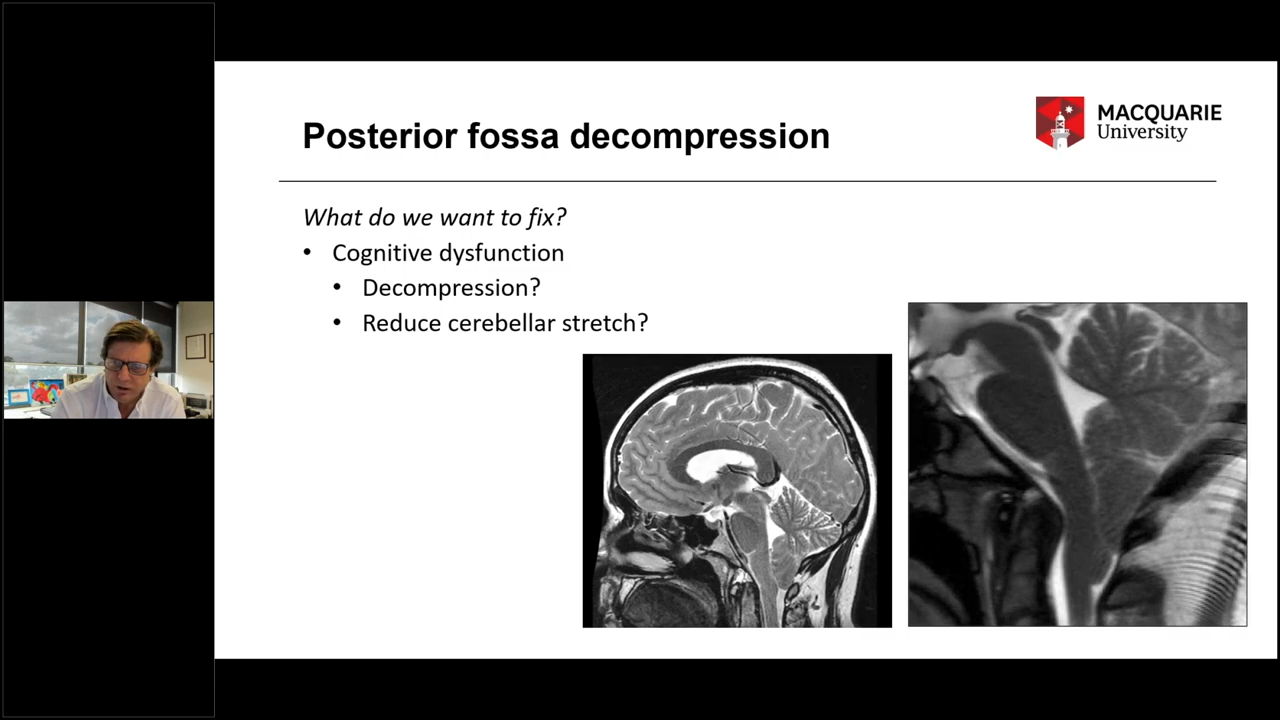 Posterior fossa decompression
MACQUARIE
University
What do we want to fix?
• Cognitive dysfunction
• Decompression?
• Reduce cerebellar stretch?